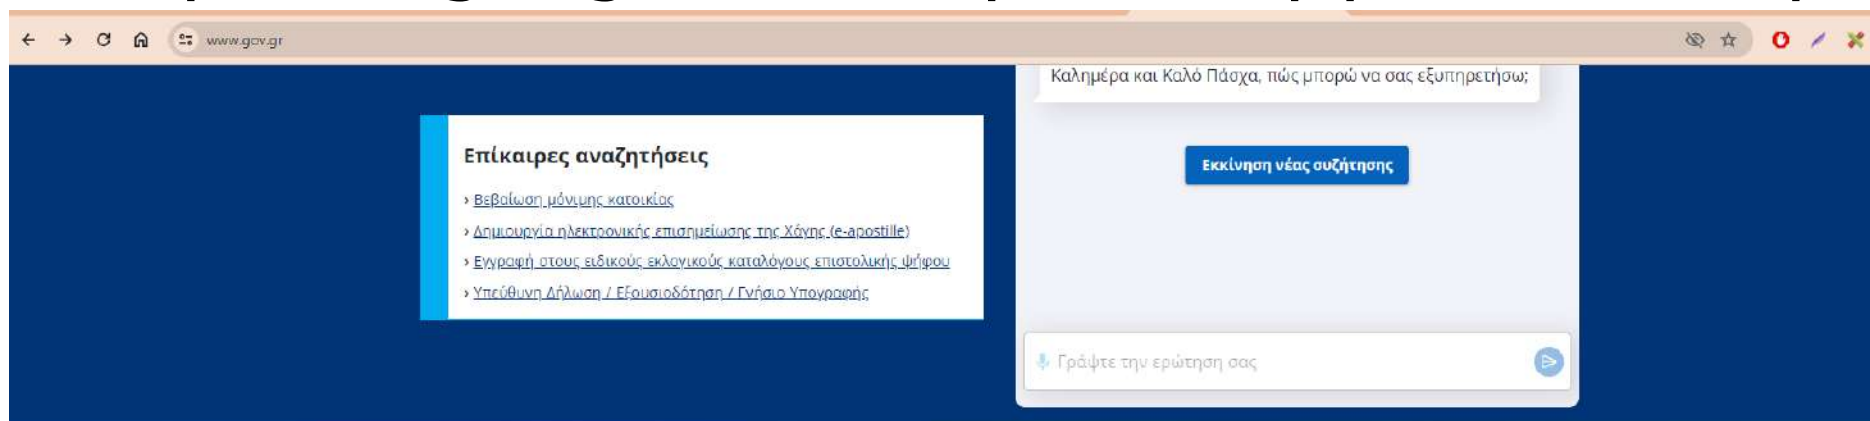 www.gov.gr
Καλημέρα και Καλό Πάσχα, πώς μπορώ να σας εξυπηρετήσω;
Επίκαιρες αναζητήσεις
› Βεβαίωση μόνιμης κατοικίας
› Δημιουργία ηλεκτρονικής επισημείωσης της Χάγης (e-apostille)
› Εγγραφή στους ειδικούς εκλογικούς καταλόγους επιστολικής ψήφου
› Υπεύθυνη Δήλωση / Εξουσιοδότηση / Γνήσιο Υπογραφής
Εκκίνηση νέας συζήτησης
Γράψτε την ερώτηση σας